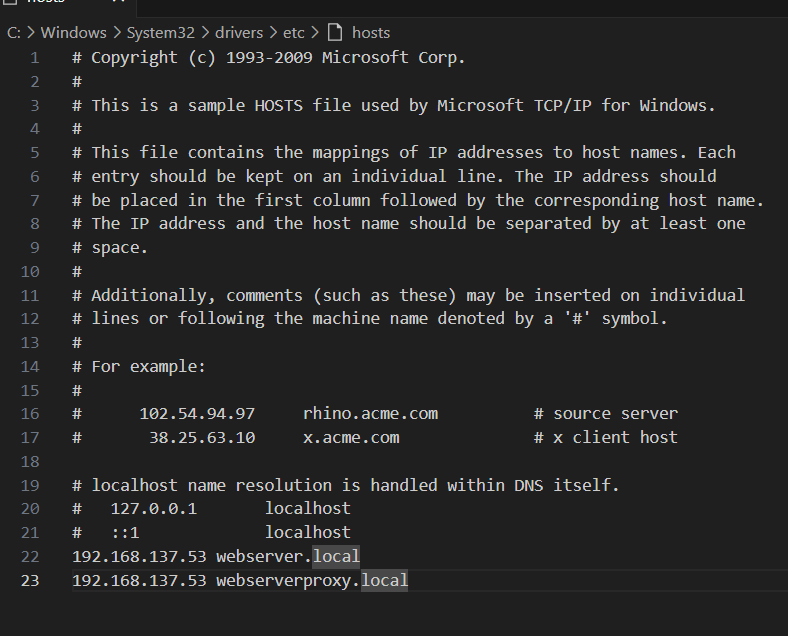 C: > Windows > System32 > drivers > etc > hosts
1 # Copyright (c) 1993-2009 Microsoft Corp.
2 #
3 # This is a sample HOSTS file used by Microsoft TCP/IP for Windows.
4 #
5 # This file contains the mappings of IP addresses to host names. Each
6 # entry should be kept on an individual line. The IP address should
7 # be placed in the first column followed by the corresponding host name.
8 # The IP address and the host name should be separated by at least one
9 # space.
10 #
11 # Additionally, comments (such as these) may be inserted on individual
12 # lines or following the machine name denoted by a '#' symbol.
13 #
14 # For example:
15 #
16 #      102.54.94.97     rhino.acme.com          # source server
17 #       38.25.63.10     x.acme.com              # x client host
18
19 # localhost name resolution is handled within DNS itself.
20 #   127.0.0.1       localhost
21 #   ::1             localhost
22 192.168.137.53 webserver.local
23 192.168.137.53 webserverproxy.local